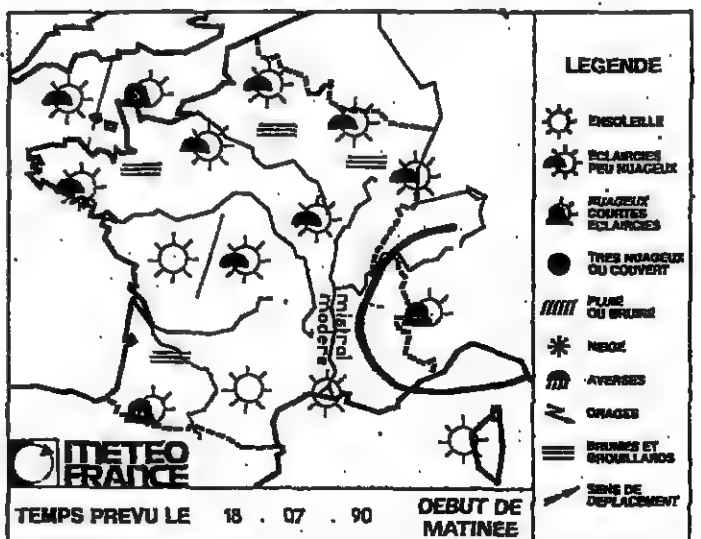 mistral
modéré
METEO
FRANCE
TEMPS PREVU LE 18 . 07 . 90 DEBUT DE
MATINEE
LEGENDE
ENSOLEILLE
ECLAIRCIES
PEU NUAGEUX
NUAGEUX
COURTES
ECLAIRCIES
TRES NUAGEUX
OU COUVERT
PLUIE
OU BRUINE
NEIGE
AVERSES
ORAGES
BRUMES ET
BROUILLARDS
SENS DE
DEPLACEMENT